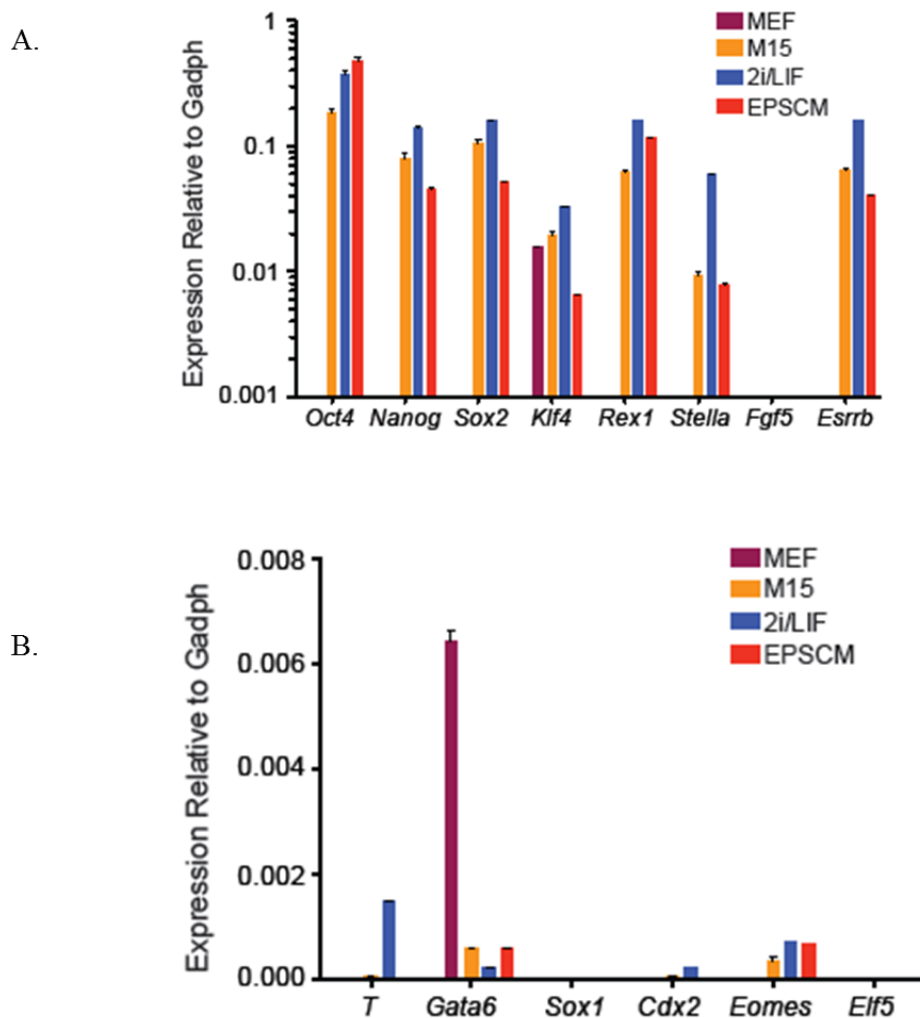 A.
Expression Relative to Gadph
1
0.1
0.01
0.001
MEF
M15
2i/LIF
EPSCM
Oct4 Nanog Sox2 Klf4 Rex1 Stella Fgf5 Esrrb
B.
Expression Relative to Gadph
0.008
0.006
0.004
0.002
0.000
MEF
M15
2i/LIF
EPSCM
T Gata6 Sox1 Cdx2 Eomes Elf5